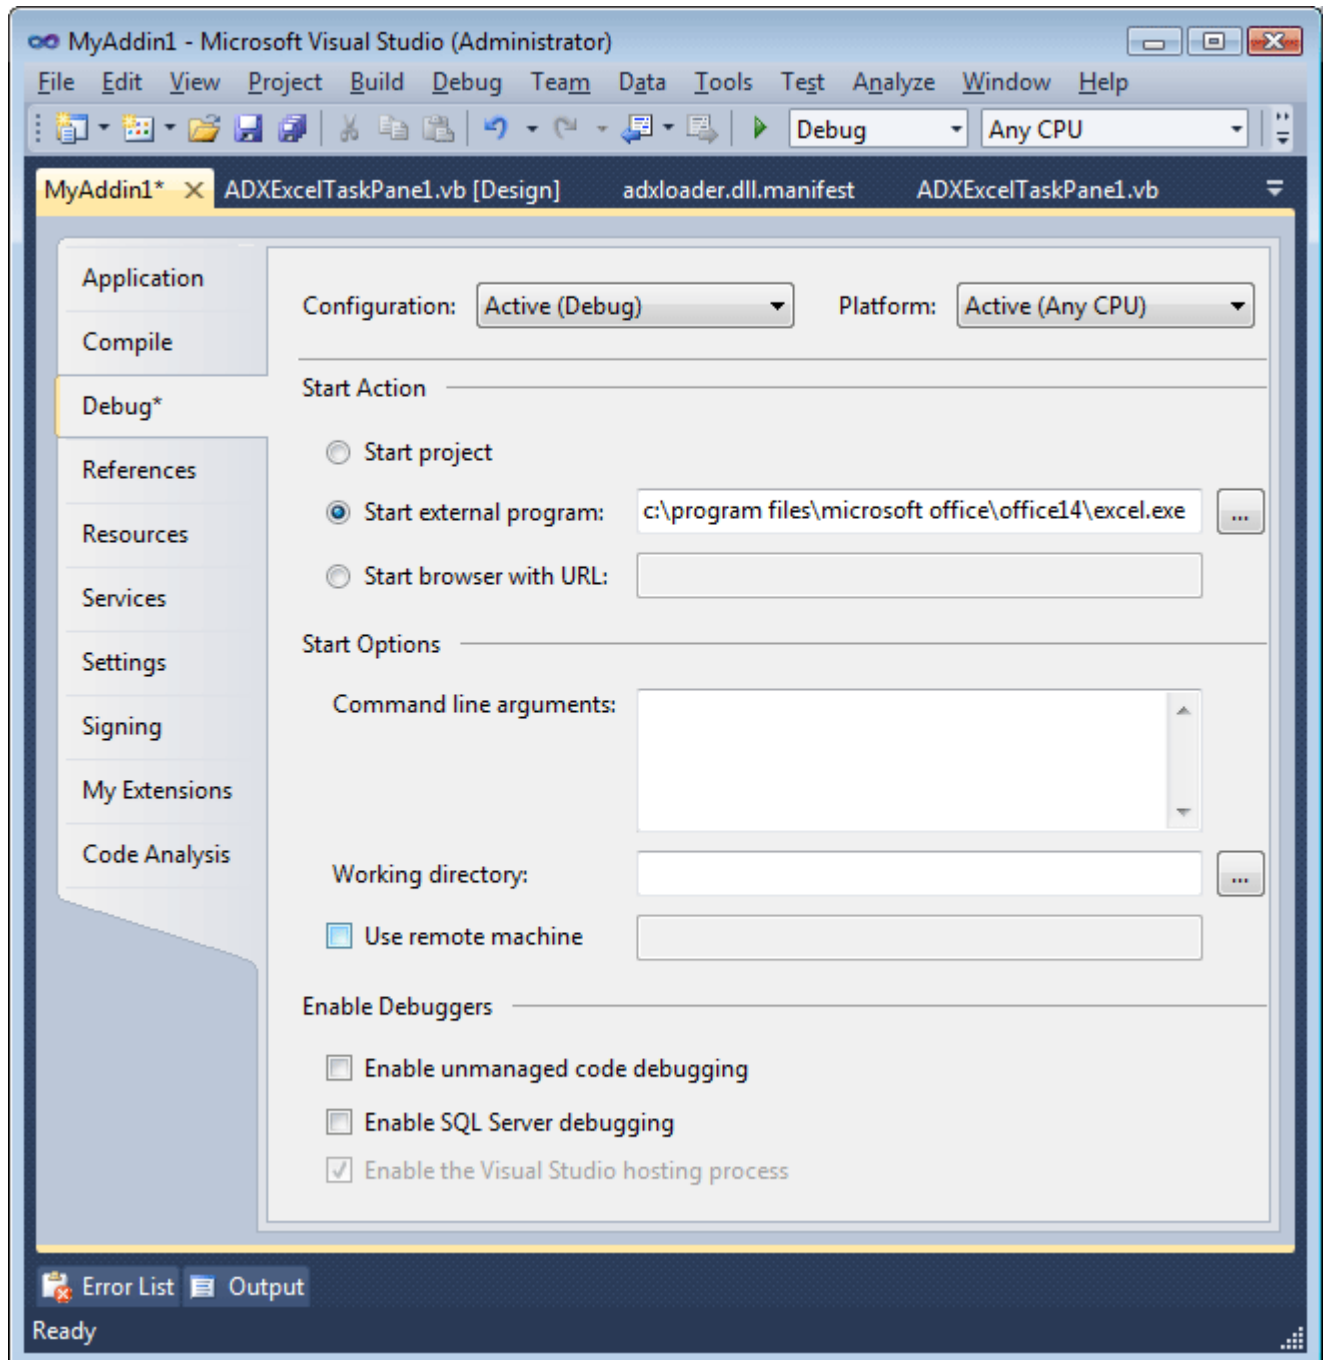 MyAddin1 - Microsoft Visual Studio (Administrator)
File Edit View Project Build Debug Team Data Tools Test Analyze Window Help
Debug Any CPU
MyAddin1* ADXExcelTaskPane1.vb [Design] adxloader.dll.manifest ADXExcelTaskPane1.vb
Application
Compile
Debug*
References
Resources
Services
Settings
Signing
My Extensions
Code Analysis
Configuration: Active (Debug) Platform: Active (Any CPU)
Start Action
Start project
Start external program: c:\program files\microsoft office\office14\excel.exe ...
Start browser with URL:
Start Options
Command line arguments:
Working directory: ...
Use remote machine
Enable Debuggers
Enable unmanaged code debugging
Enable SQL Server debugging
Enable the Visual Studio hosting process
Error List Output
Ready